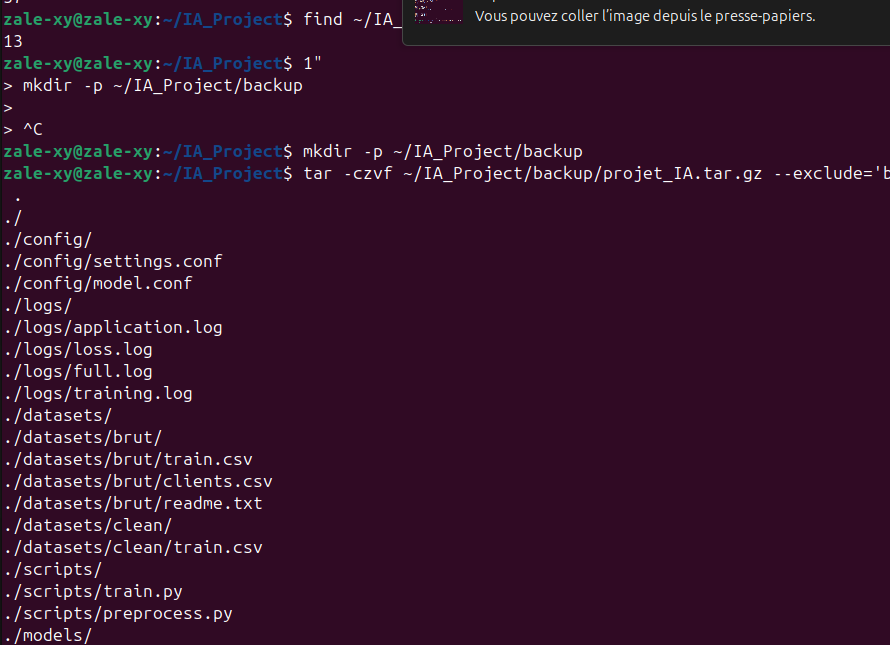 zale-xy@zale-xy:~/IA_Project$ find ~/IA_
Vous pouvez coller l'image depuis le presse-papiers.
13
zale-xy@zale-xy:~/IA_Project$ 1"
> mkdir -p ~/IA_Project/backup
>
> ^C
zale-xy@zale-xy:~/IA_Project$ mkdir -p ~/IA_Project/backup
zale-xy@zale-xy:~/IA_Project$ tar -czvf ~/IA_Project/backup/projet_IA.tar.gz --exclude='b
.
./
./config/
./config/settings.conf
./config/model.conf
./logs/
./logs/application.log
./logs/loss.log
./logs/full.log
./logs/training.log
./datasets/
./datasets/brut/
./datasets/brut/train.csv
./datasets/brut/clients.csv
./datasets/brut/readme.txt
./datasets/clean/
./datasets/clean/train.csv
./scripts/
./scripts/train.py
./scripts/preprocess.py
./models/